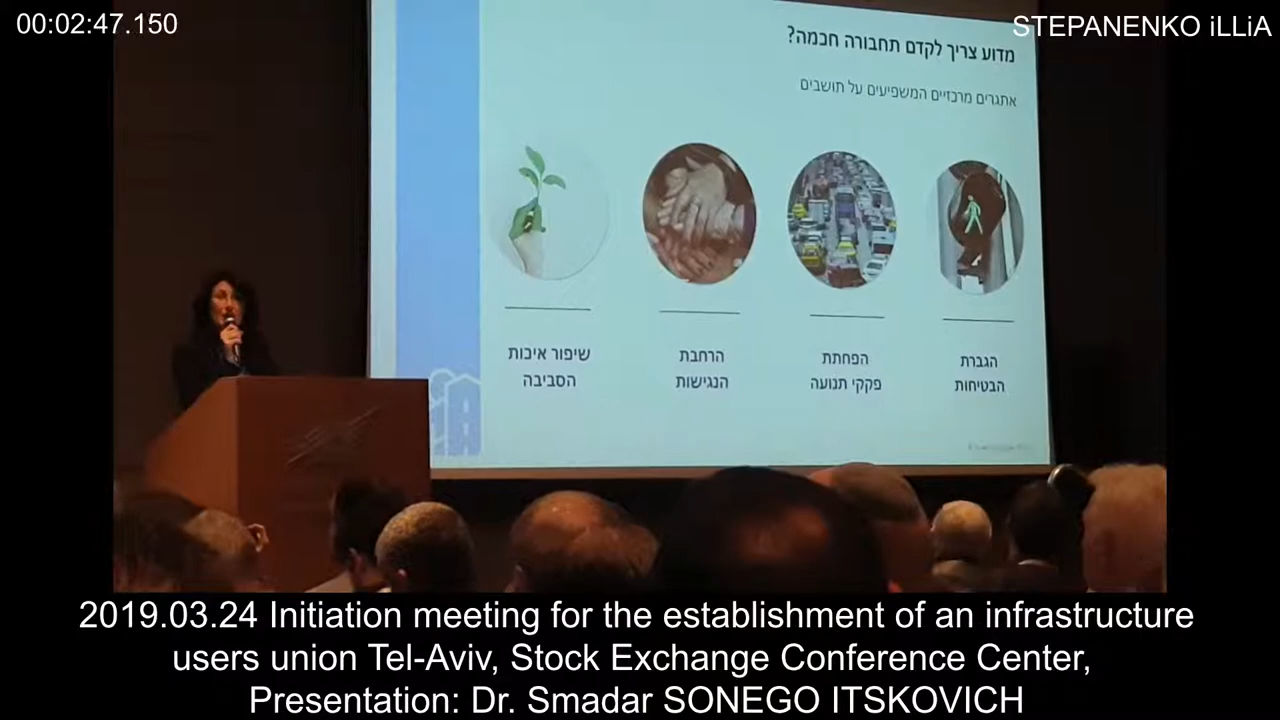 00:02:47.150
STEPANENKO iLLiA
מדוע צריך לקדם תחבורה חכמה?
אתגרים מרכזיים המשפיעים על תושבים
הגברת
הבטיחות
הפחתת
פקקי תנועה
הרחבת
הנגישות
שיפור איכות
הסביבה
2019.03.24 Initiation meeting for the establishment of an infrastructure
users union Tel-Aviv, Stock Exchange Conference Center,
Presentation: Dr. Smadar SONEGO ITSKOVICH